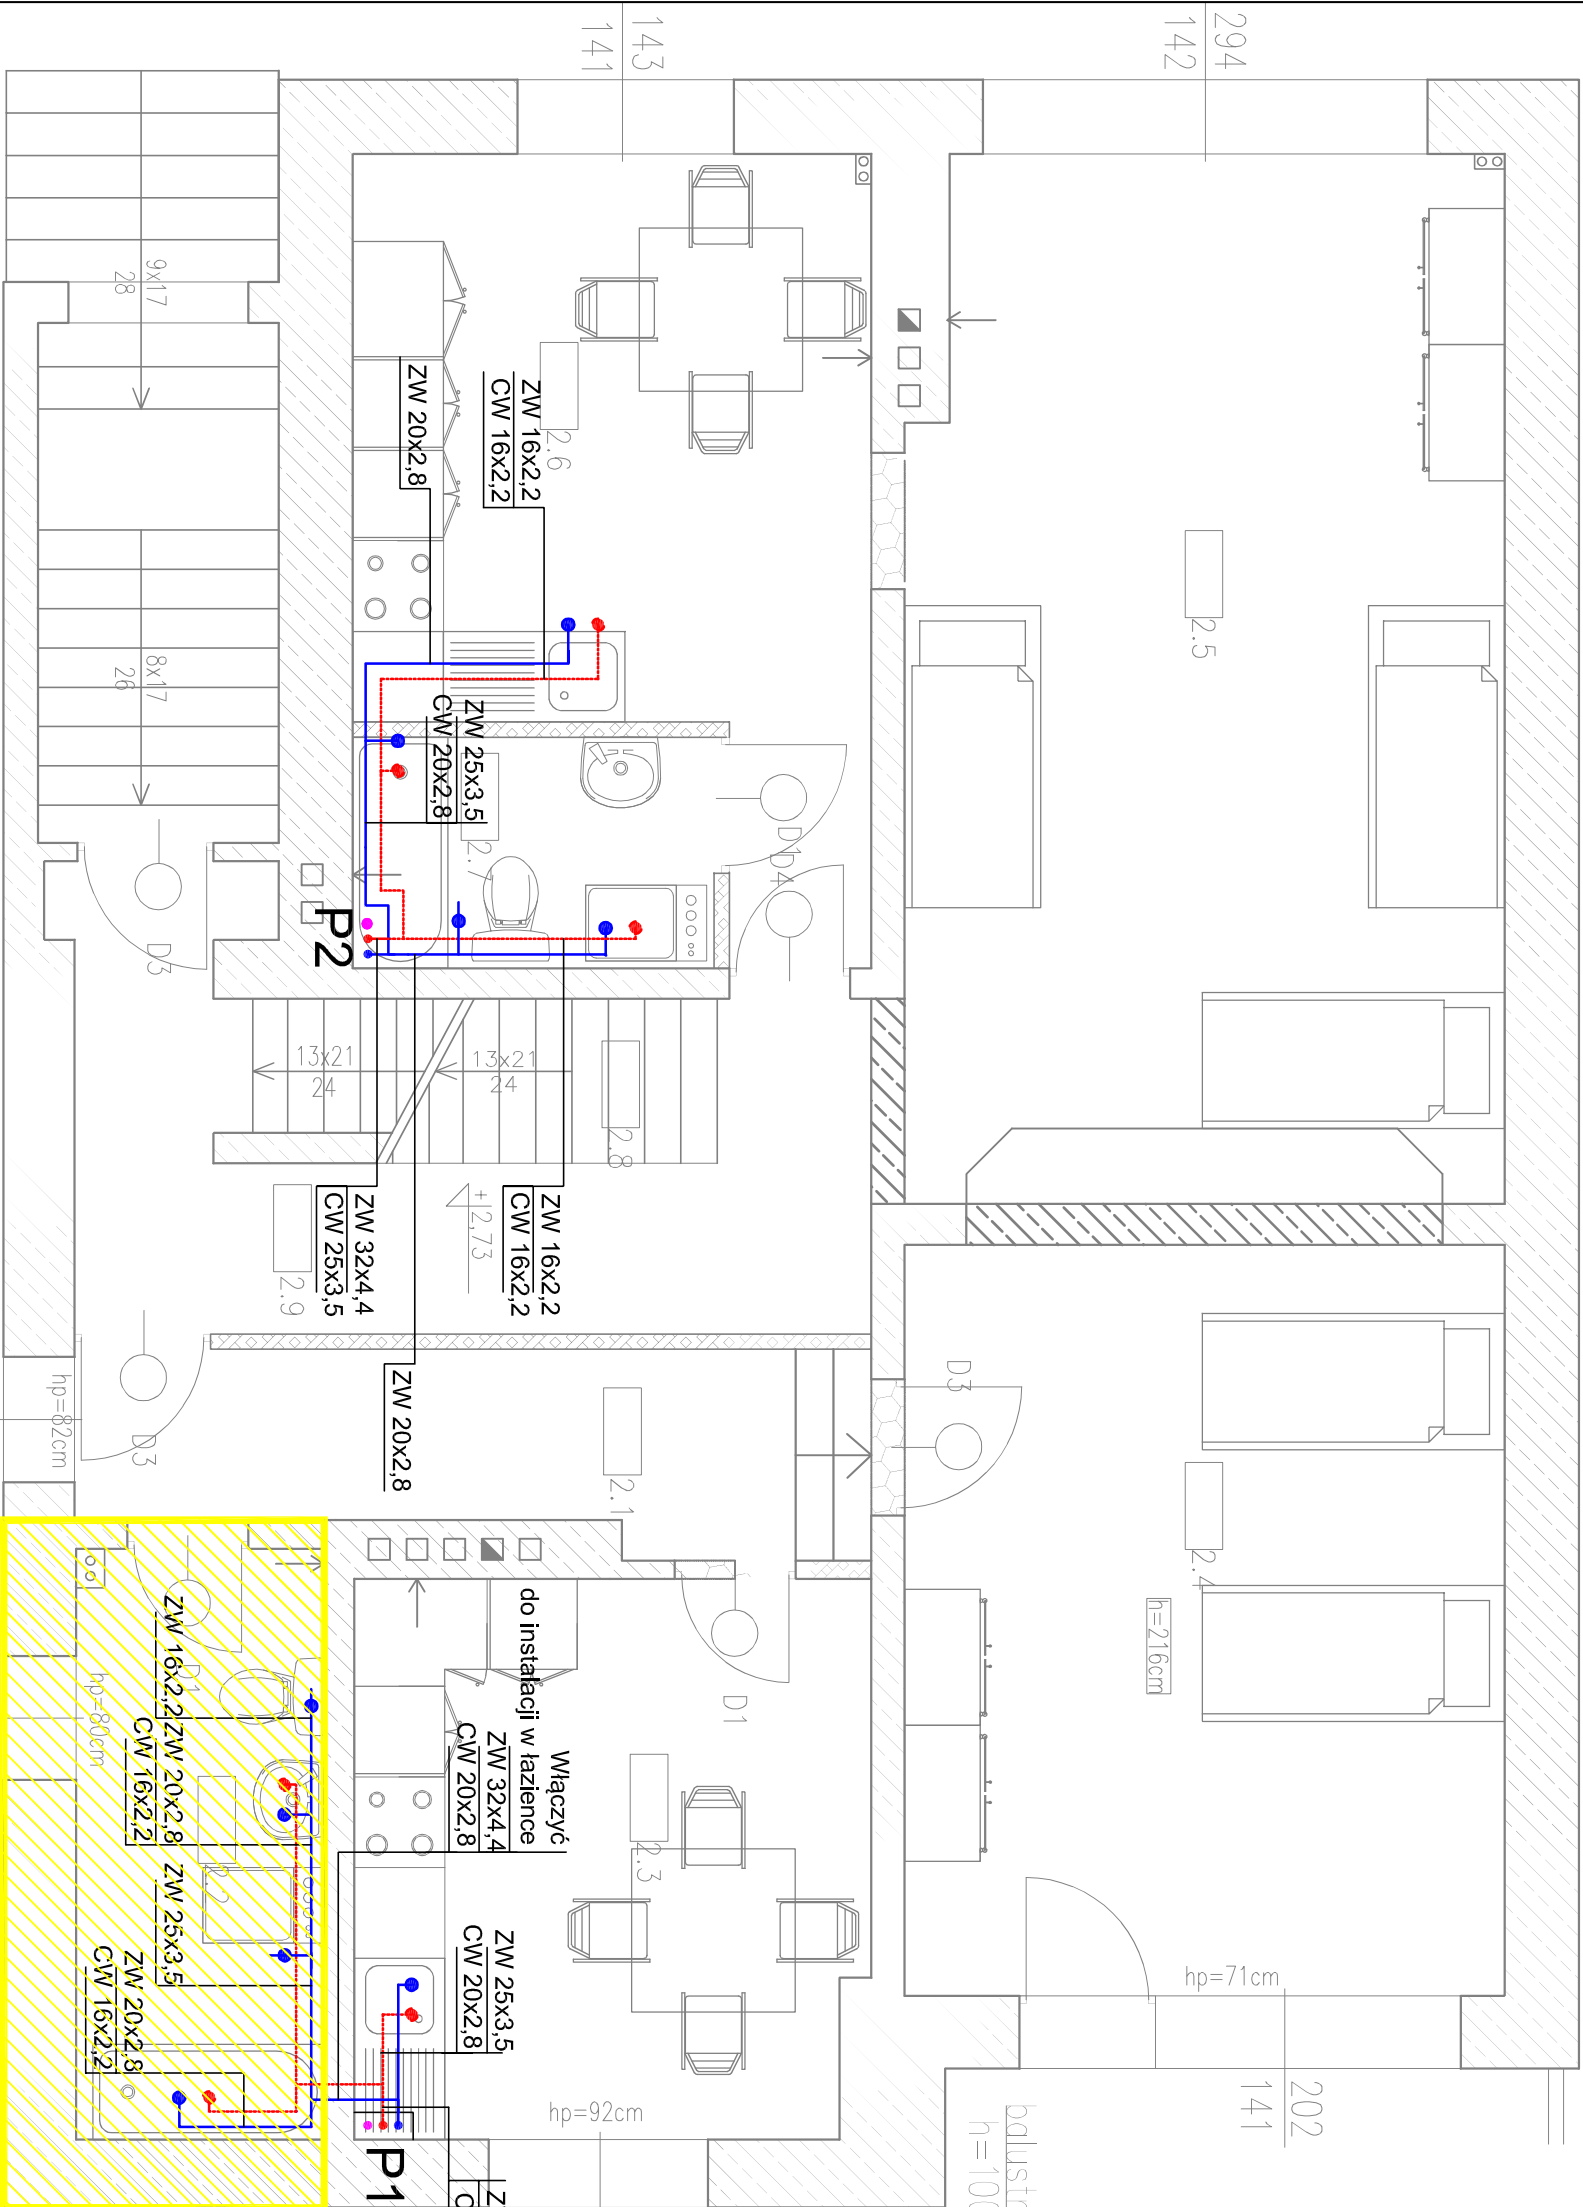 143
141
294
142
9x17
28
ZW 20x2,8
ZW 16x2,2
CW 16x2,2
2.6
2.5
8x17
26
ZW 25x3,5
CW 20x2,8
2.7
D1
D4
P2
D3
13x21
24
13x21
24
2.8
ZW 32x4,4
CW 25x3,5
+2,73
ZW 16x2,2
CW 16x2,2
2.9
hp=82cm
D3
ZW 20x2,8
2.1
D3
2.4
h=216cm
D1
ZW 16x2,2
D1
hp=80cm
ZW 20x2,8
CW 16x2,2
2.2
ZW 25x3,5
ZW 20x2,8
CW 16x2,2
Włączyć
do instalacji w łazience
ZW 32x4,4
CW 20x2,8
2.3
ZW 25x3,5
CW 20x2,8
P1
hp=92cm
hp=71cm
202
141
h=100
Z
C